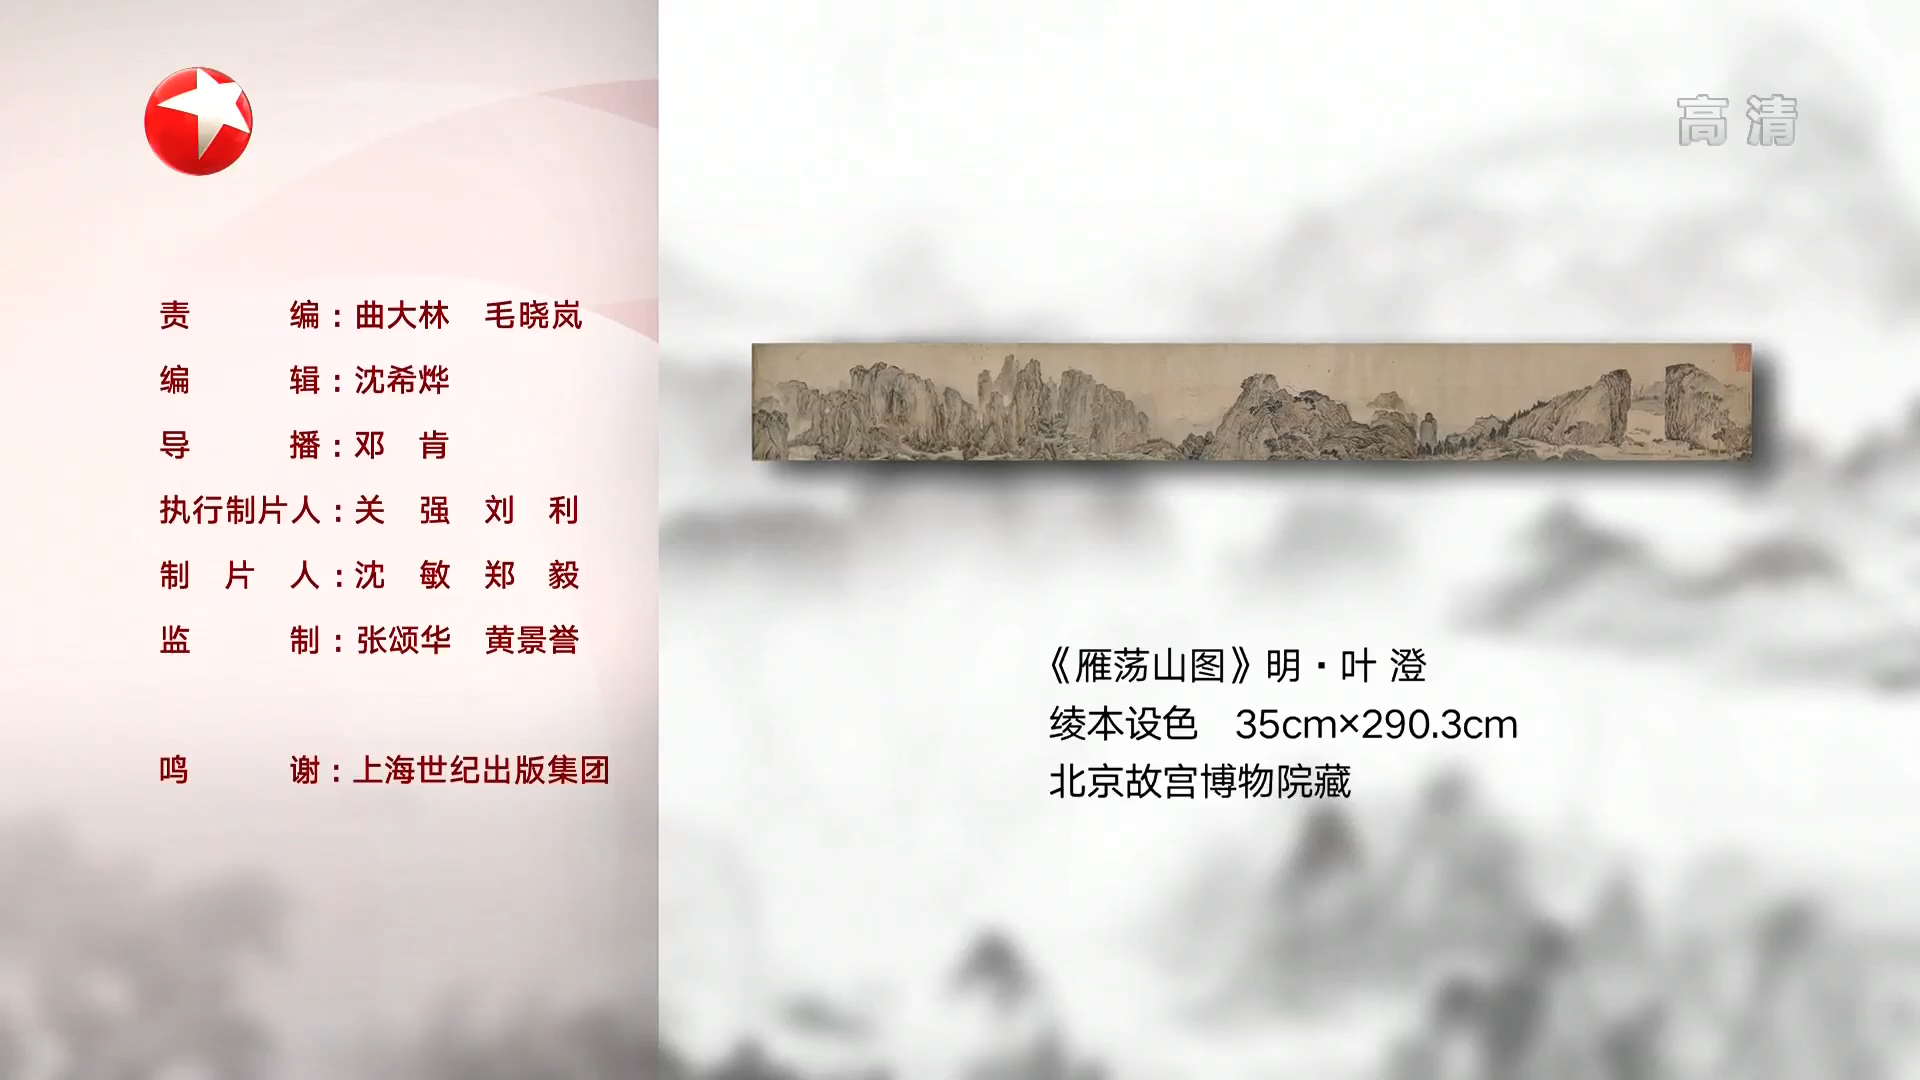 高清
责 编：曲大林 毛晓岚
编 辑：沈希烨
导 播：邓 肯
执行制片人：关 强 刘 利
制 片 人：沈 敏 郑 毅
监 制：张颂华 黄景誉
鸣 谢：上海世纪出版集团
《雁荡山图》明·叶 澄
绫本设色 35cm×290.3cm
北京故宫博物院藏